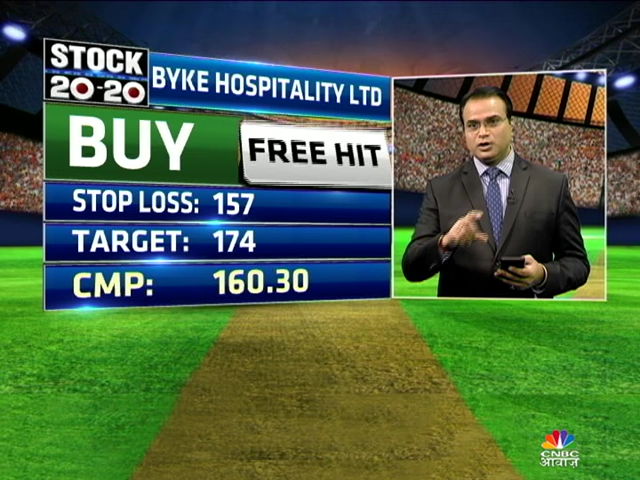 STOCK
20-20
BYKE HOSPITALITY LTD
BUY
FREE HIT
STOP LOSS: 157
TARGET: 174
CMP: 160.30
CNBC
आवाज़